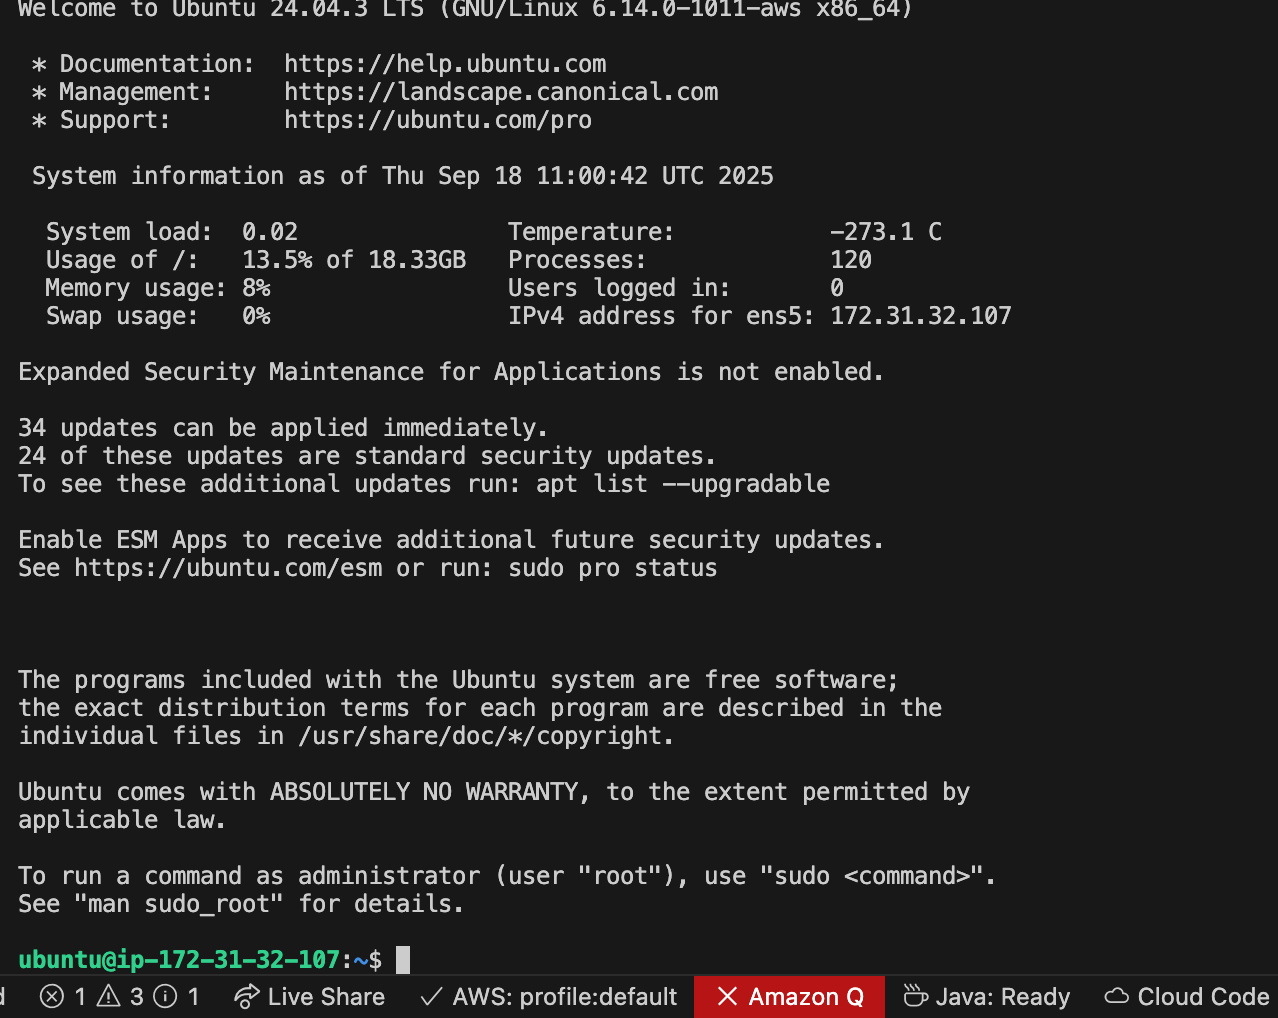 Welcome to Ubuntu 24.04.3 LTS (GNU/Linux 6.14.0-1011-aws x86_64)
* Documentation: https://help.ubuntu.com
* Management: https://landscape.canonical.com
* Support: https://ubuntu.com/pro
System information as of Thu Sep 18 11:00:42 UTC 2025
System load: 0.02 Temperature: -273.1 C
Usage of /: 13.5% of 18.33GB Processes: 120
Memory usage: 8% Users logged in: 0
Swap usage: 0% IPv4 address for ens5: 172.31.32.107
Expanded Security Maintenance for Applications is not enabled.
34 updates can be applied immediately.
24 of these updates are standard security updates.
To see these additional updates run: apt list --upgradable
Enable ESM Apps to receive additional future security updates.
See https://ubuntu.com/esm or run: sudo pro status
The programs included with the Ubuntu system are free software;
the exact distribution terms for each program are described in the
individual files in /usr/share/doc/*/copyright.
Ubuntu comes with ABSOLUTELY NO WARRANTY, to the extent permitted by
applicable law.
To run a command as administrator (user "root"), use "sudo <command>".
See "man sudo_root" for details.
ubuntu@ip-172-31-32-107:~$
1 3 1 Live Share AWS: profile:default Amazon Q Java: Ready Cloud Code